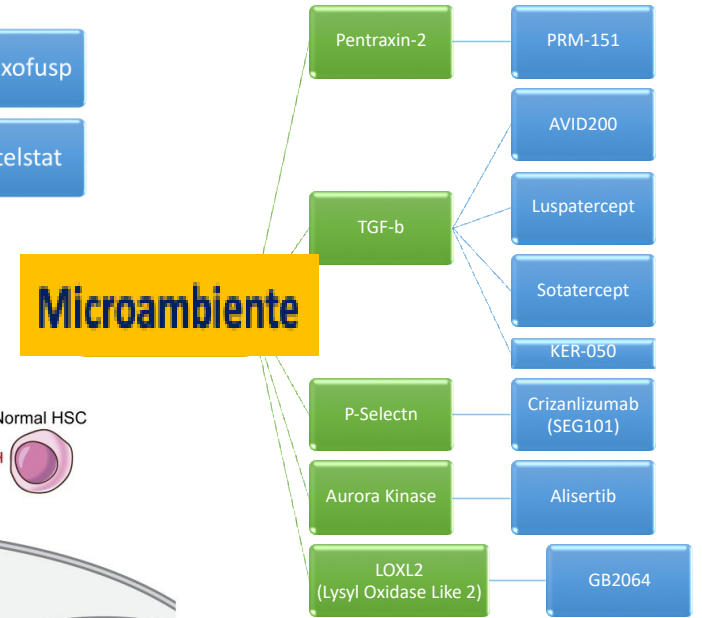 xofusp
telstat
Microambiente
Normal HSC
Pentraxin-2
PRM-151
TGF-b
AVID200
Luspatercept
Sotatercept
KER-050
P-Selectn
Crizanlizumab
(SEG101)
Aurora Kinase
Alisertib
LOXL2
(Lysyl Oxidase Like 2)
GB2064